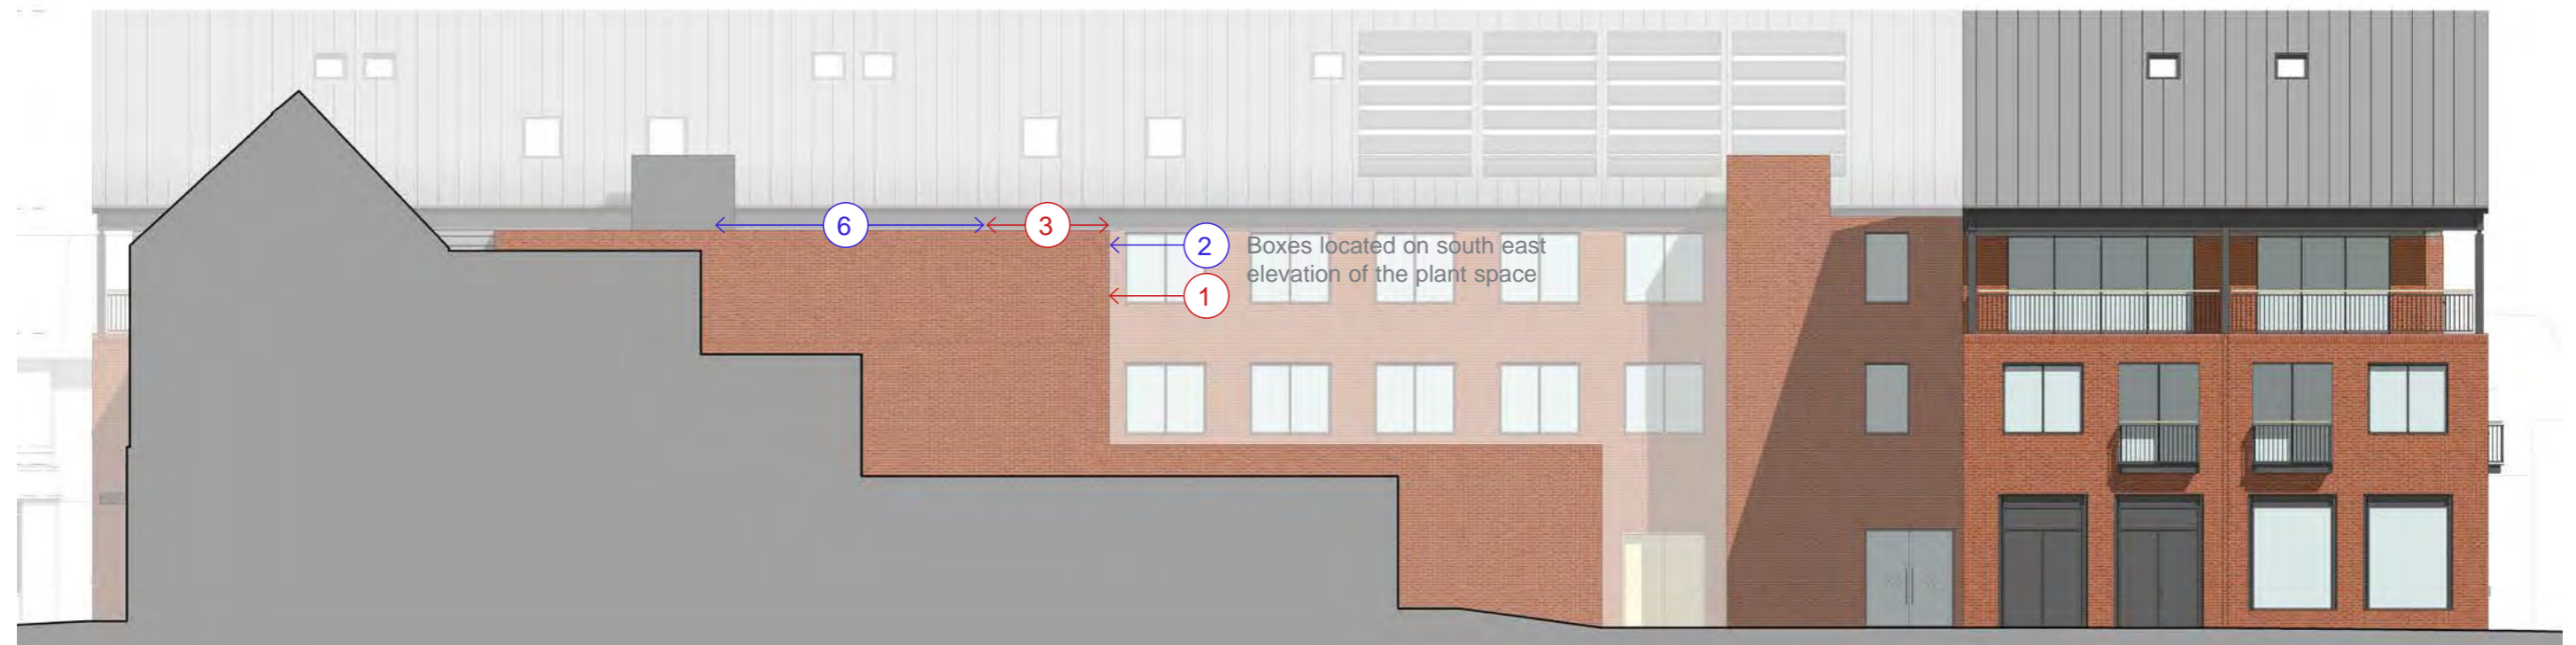 6
3
2
Boxes located on south east
elevation of the plant space
1